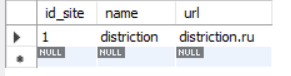 id_site name url
1 distriction distriction.ru
NULL NULL NULL